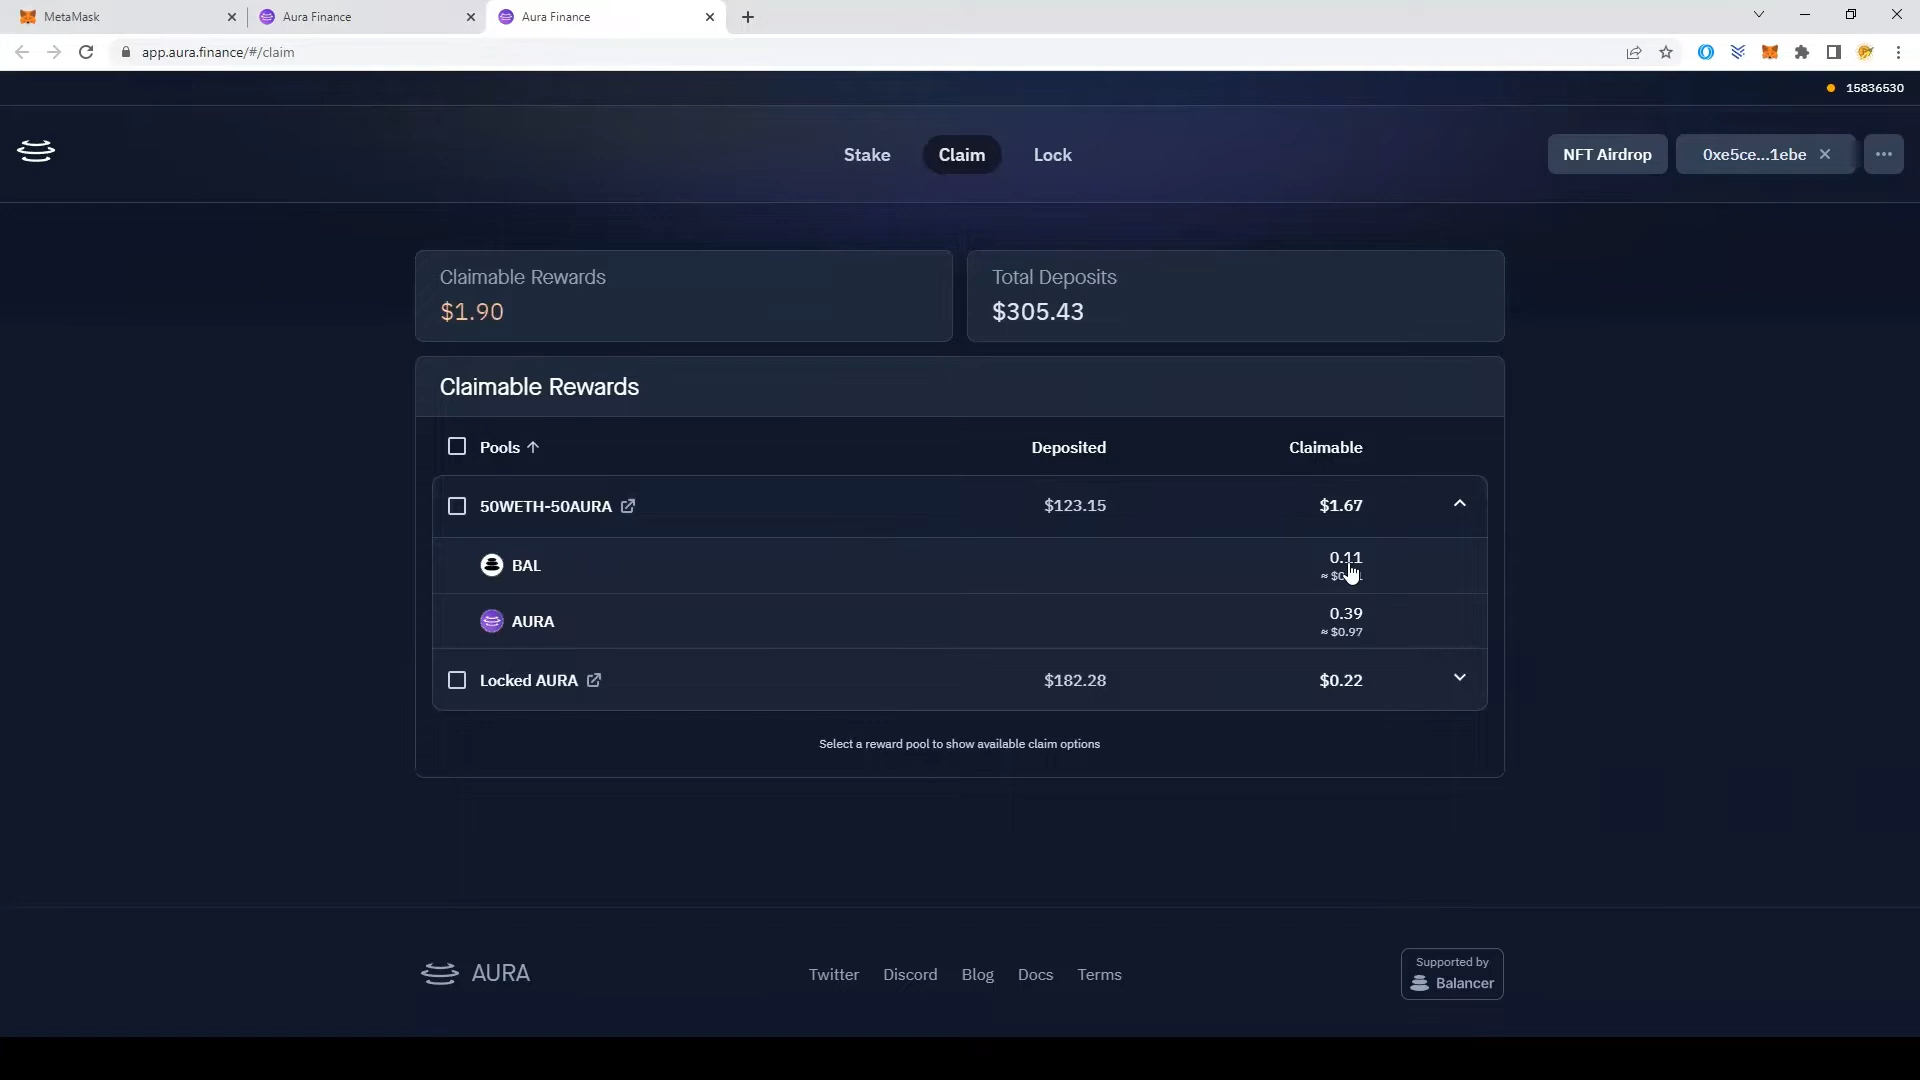 MetaMask
Aura Finance
Aura Finance
app.aura.finance/#/claim
15836530
Stake
Claim
Lock
NFT Airdrop
0xe5ce...1ebe
Claimable Rewards
$1.90
Total Deposits
$305.43
Claimable Rewards
Pools ↑
Deposited
Claimable
50WETH-50AURA
$123.15
$1.67
BAL
0.11
AURA
0.39
≈ $0.97
Locked AURA
$182.28
$0.22
Select a reward pool to show available claim options
AURA
Twitter
Discord
Blog
Docs
Terms
Supported by
Balancer